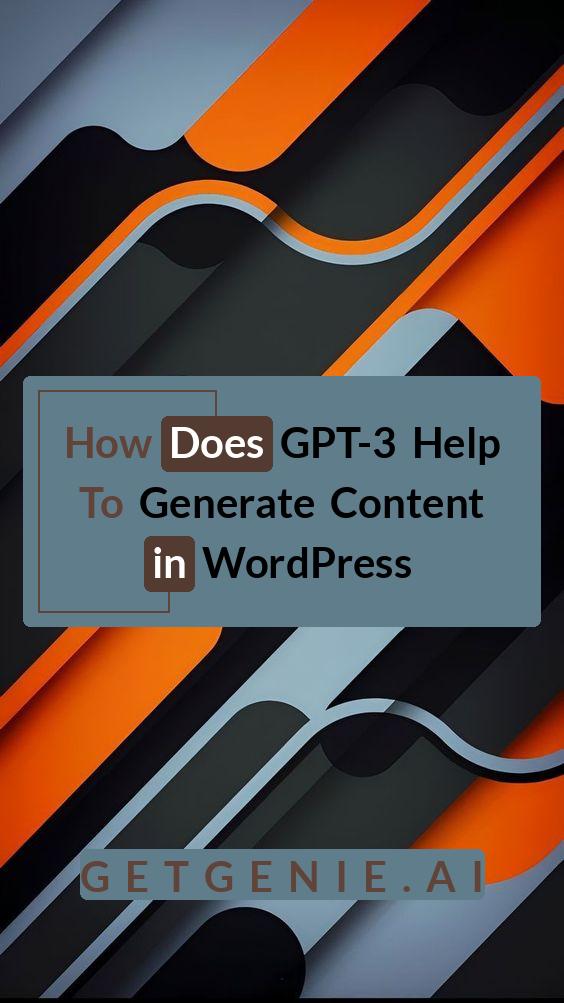 How Does GPT-3 Help
To Generate Content
in WordPress
GETGENIE.AI